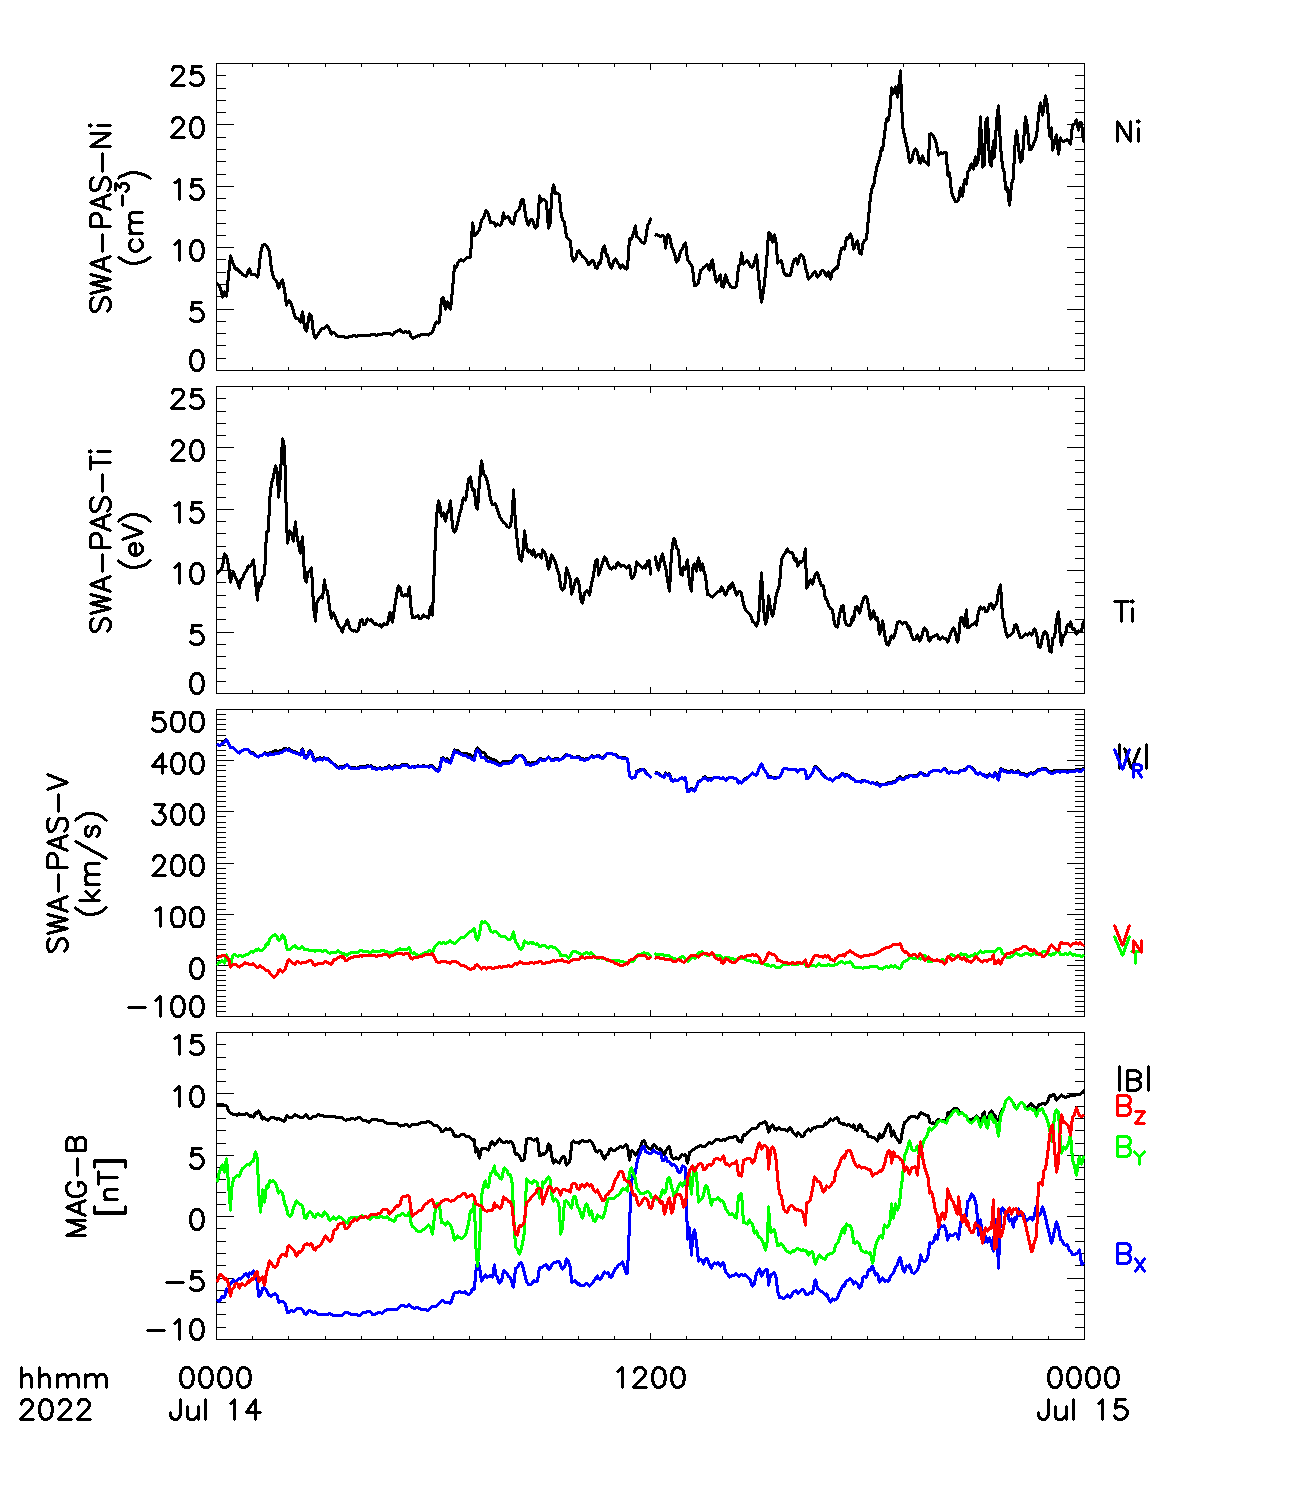 25
20
15
10
5
0
SWA-PAS-Ni
(cm⁻³)
Ni
25
20
15
10
5
0
SWA-PAS-Ti
(eV)
Ti
500
400
300
200
100
0
-100
SWA-PAS-V
(km/s)
|V|
V_R
V_N
V_T
15
10
5
0
-5
-10
MAG-B
[nT]
|B|
B_Z
B_Y
B_X
hhmm 0000 1200 0000
2022 Jul 14 Jul 15